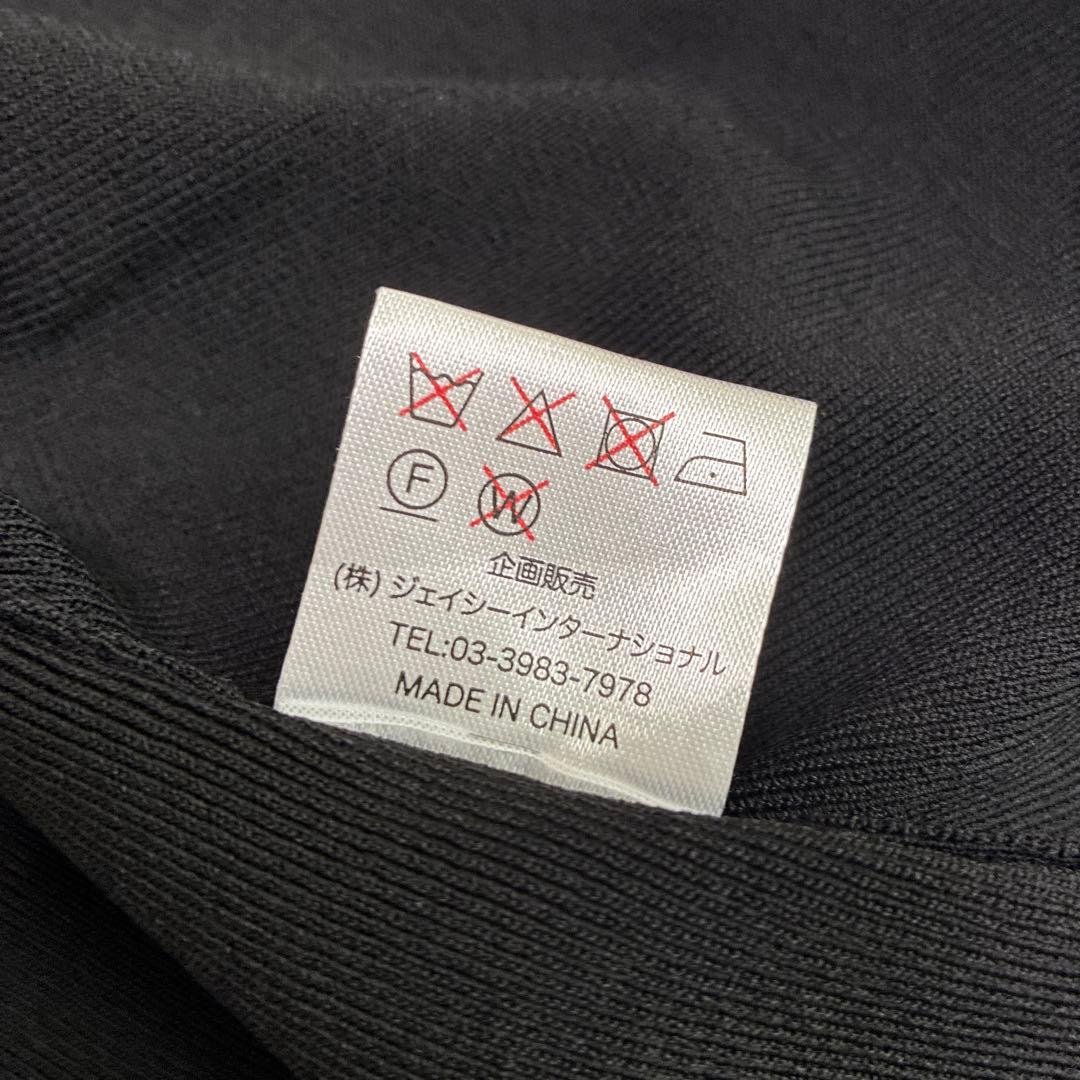 F W
企画販売
(株)ジェイシーインターナショナル
TEL:03-3983-7978
MADE IN CHINA